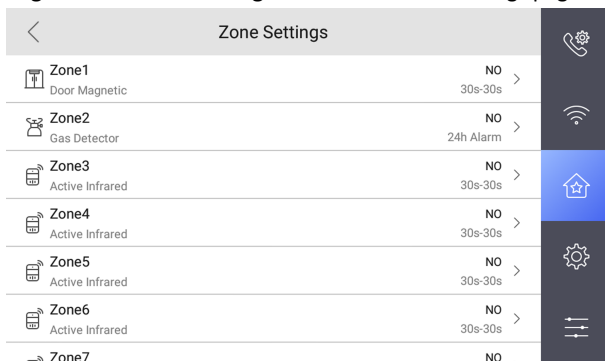 Zone Settings
Zone1
NO
Door Magnetic
30s-30s
Zone2
NO
Gas Detector
24h Alarm
Zone3
NO
Active Infrared
30s-30s
Zone4
NO
Active Infrared
30s-30s
Zone5
NO
Active Infrared
30s-30s
Zone6
NO
Active Infrared
30s-30s
Zone7
NO